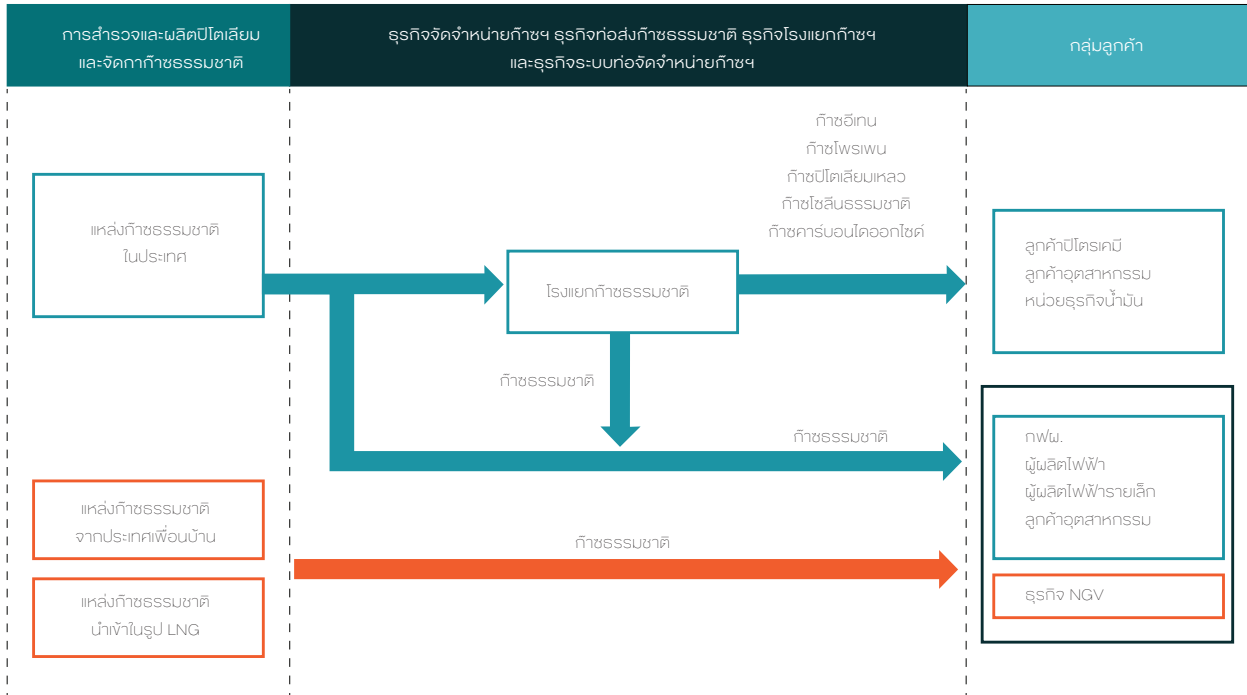 การสำรวจและผลิตปิโตเลียม
และจัดกาก๊าซธรรมชาติ
ธุรกิจจัดจำหน่ายก๊าซฯ ธุรกิจท่อส่งก๊าซธรรมชาติ ธุรกิจโรงแยกก๊าซฯ
และธุรกิจระบบท่อจัดจำหน่ายก๊าซฯ
กลุ่มลูกค้า
ก๊าซอีเทน
ก๊าซโพรเพน
ก๊าซปิโตเลียมเหลว
ก๊าซโซลีนธรรมชาติ
ก๊าซคาร์บอนไดออกไซด์
แหล่งก๊าซธรรมชาติ
ในประเทศ
โรงแยกก๊าซธรรมชาติ
ลูกค้าปิโตรเคมี
ลูกค้าอุตสาหกรรม
หน่วยธุรกิจน้ำมัน
ก๊าซธรรมชาติ
ก๊าซธรรมชาติ
กฟผ.
ผู้ผลิตไฟฟ้า
ผู้ผลิตไฟฟ้ารายเล็ก
ลูกค้าอุตสาหกรรม
แหล่งก๊าซธรรมชาติ
จากประเทศเพื่อนบ้าน
ก๊าซธรรมชาติ
แหล่งก๊าซธรรมชาติ
นำเข้าในรูป LNG
ธุรกิจ NGV